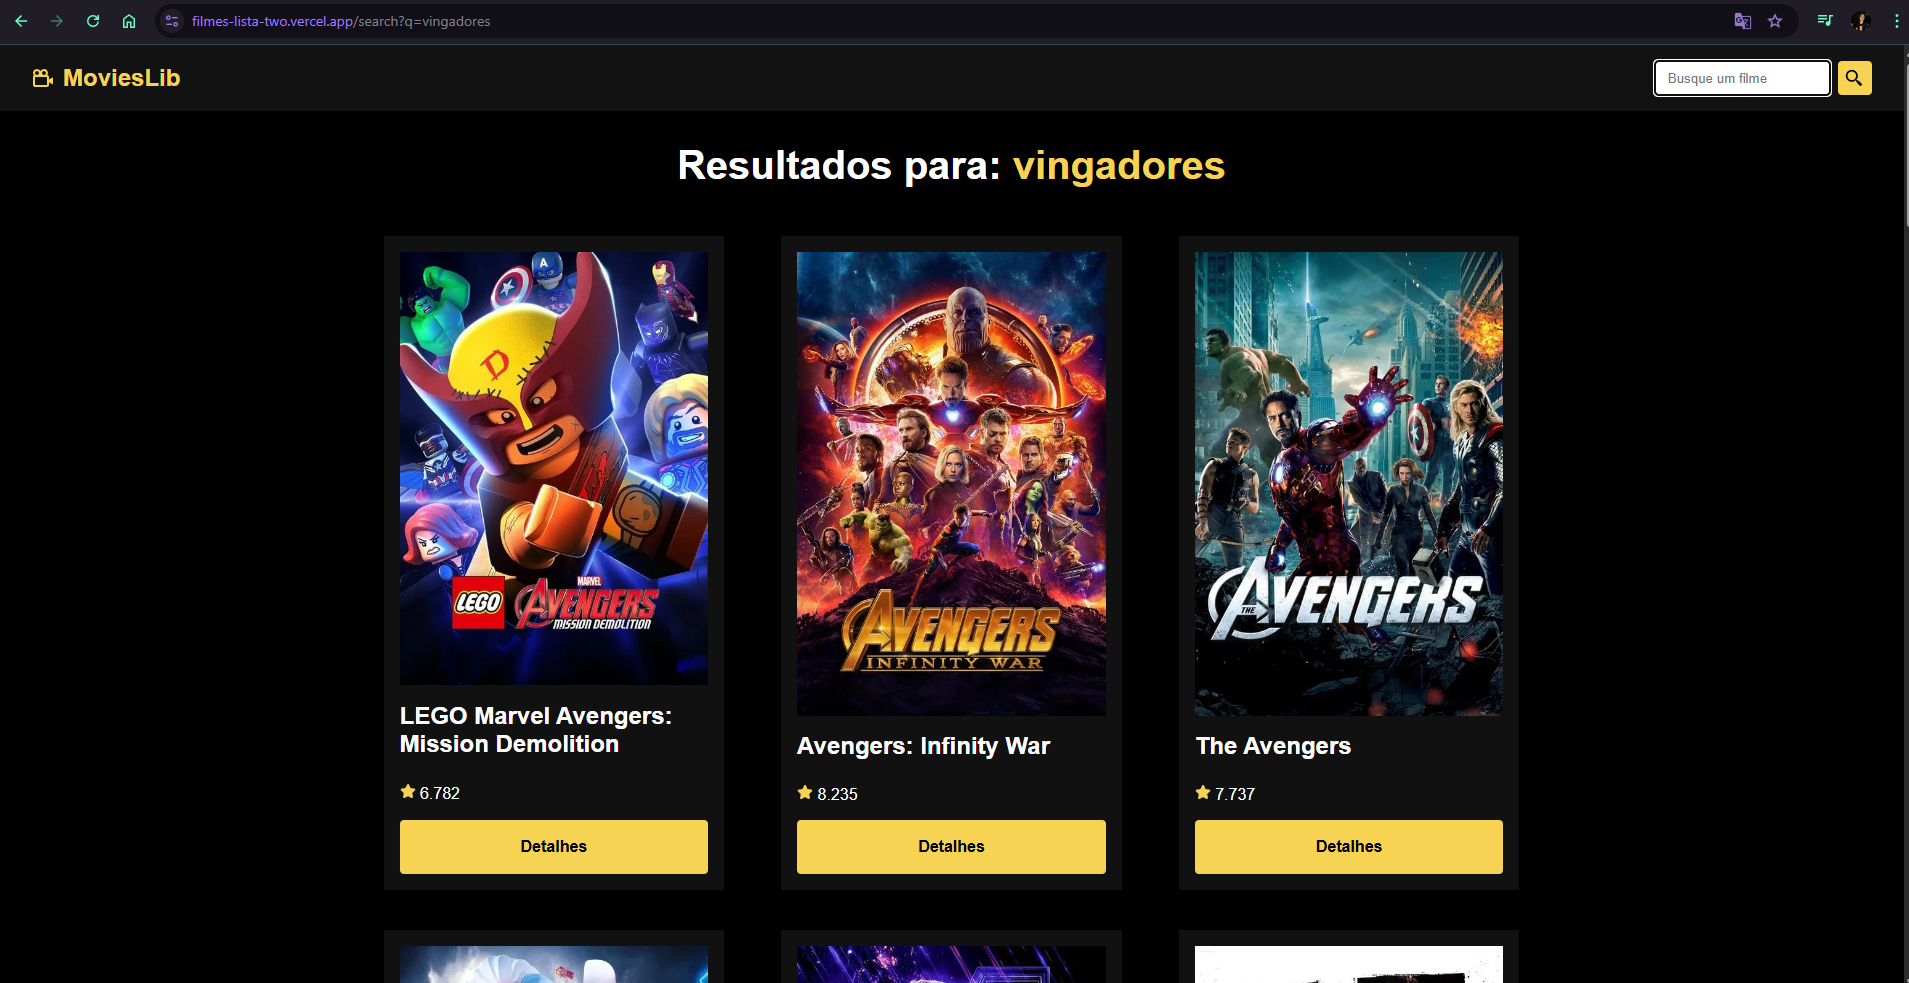 filmes-lista-two.vercel.app/search?q=vingadores
MoviesLib
Busque um filme
Resultados para: vingadores
A
D
LEGO
MARVEL
AVENGERS
MISSION DEMOLITION
AVENGERS
INFINITY WAR
THE
AVENGERS
LEGO Marvel Avengers:
Mission Demolition
Avengers: Infinity War
The Avengers
6.782
8.235
7.737
Detalhes
Detalhes
Detalhes